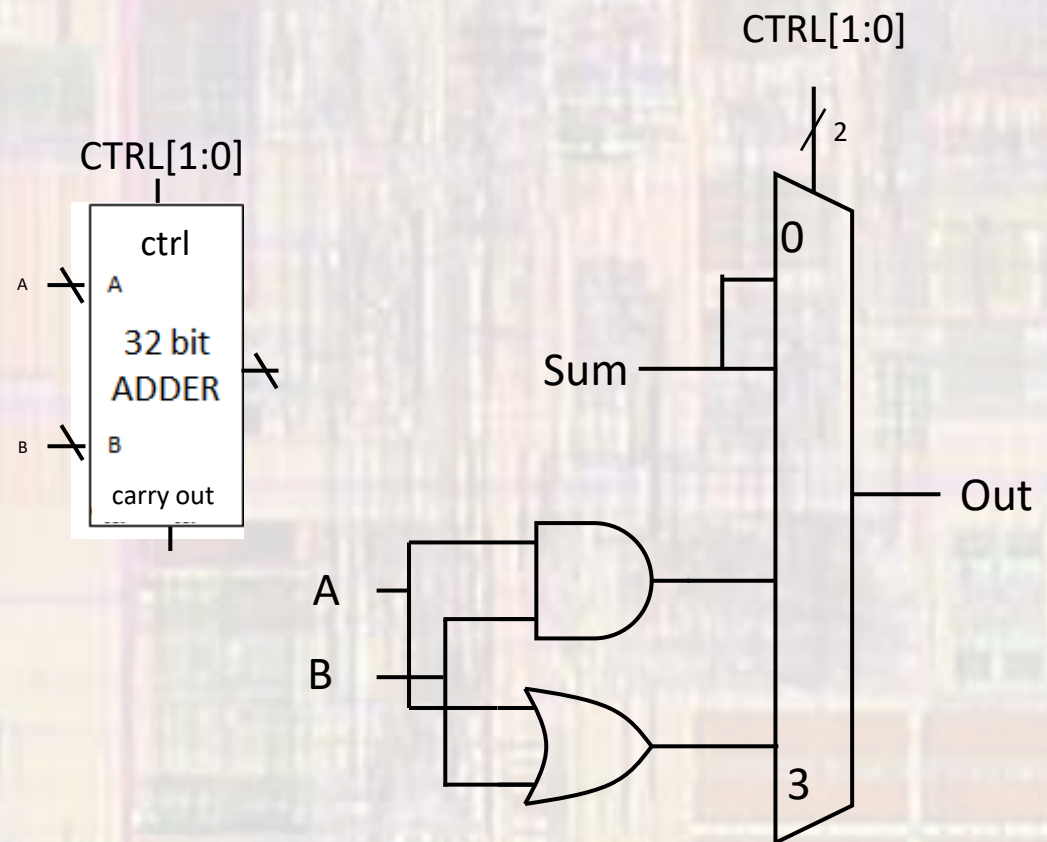 CTRL[1:0]
2
CTRL[1:0]
ctrl
A
A
32 bit
ADDER
B
B
carry out
0
Sum
Out
A
B
3